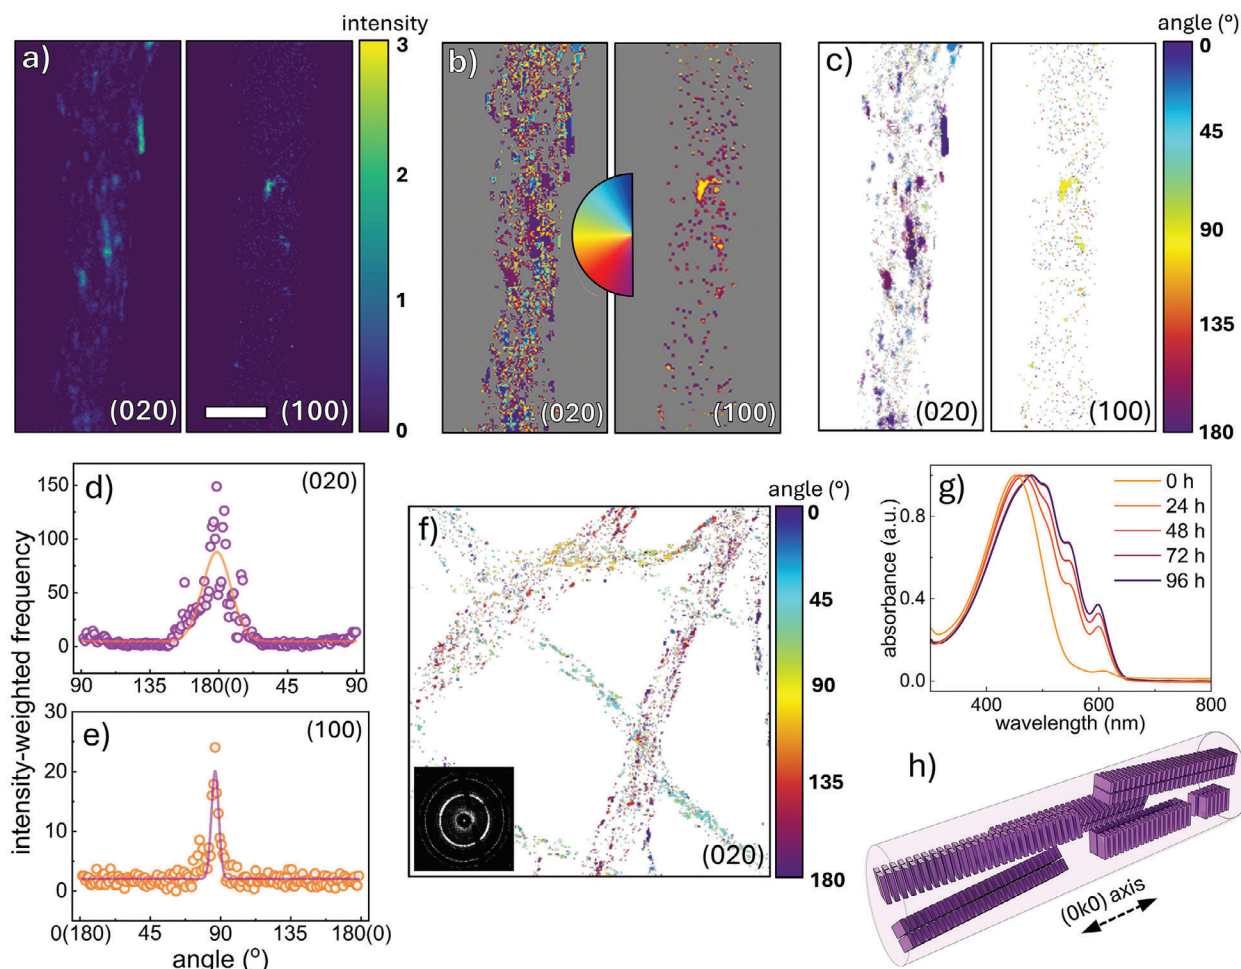 intensity
a)
3
2
1
0
(020)
(100)
b)
(020)
(100)
angle (°)
c)
0
45
90
135
180
(020)
(100)
d)
(020)
150
100
50
0
90
135
180(0)
45
90
intensity-weighted frequency
e)
(100)
30
20
10
0
0(180)
45
90
135
180(0)
angle (º)
angle (°)
f)
0
45
90
135
180
(020)
g)
0 h
24 h
48 h
72 h
96 h
0.8
0.4
0.0
absorbance (a.u.)
400
600
800
wavelength (nm)
h)
(0k0) axis